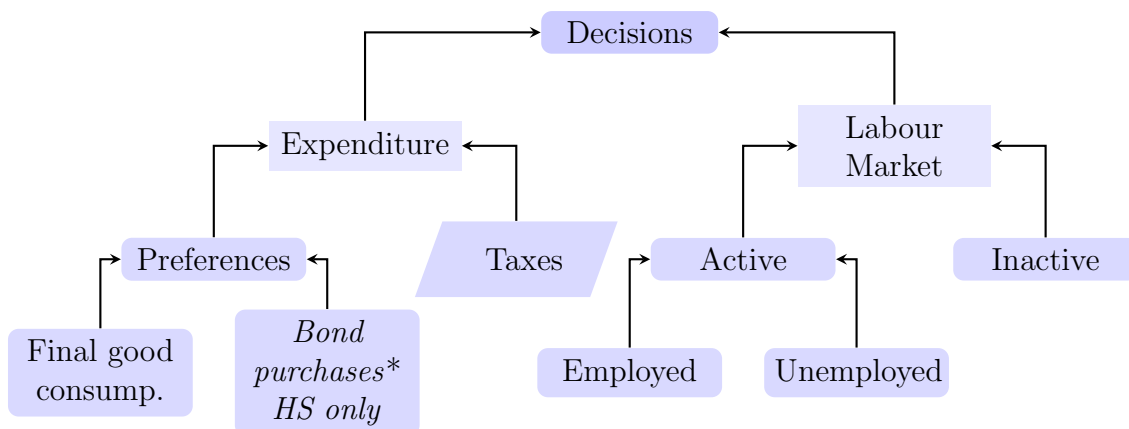 Decisions
Expenditure
Labour
Market
Preferences
Taxes
Active
Inactive
Final good
consump.
Bond
purchases*
HS only
Employed
Unemployed